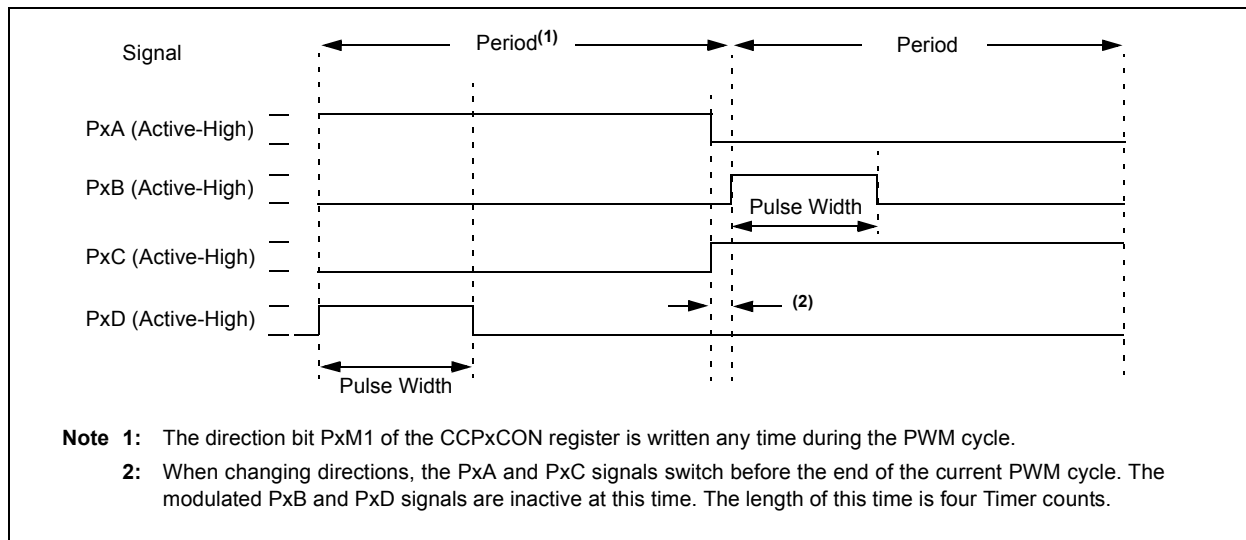 Signal
Period(1)
Period
PxA (Active-High)
PxB (Active-High)
Pulse Width
PxC (Active-High)
(2)
PxD (Active-High)
Pulse Width
Note 1: The direction bit PxM1 of the CCPxCON register is written any time during the PWM cycle.
2: When changing directions, the PxA and PxC signals switch before the end of the current PWM cycle. The
modulated PxB and PxD signals are inactive at this time. The length of this time is four Timer counts.